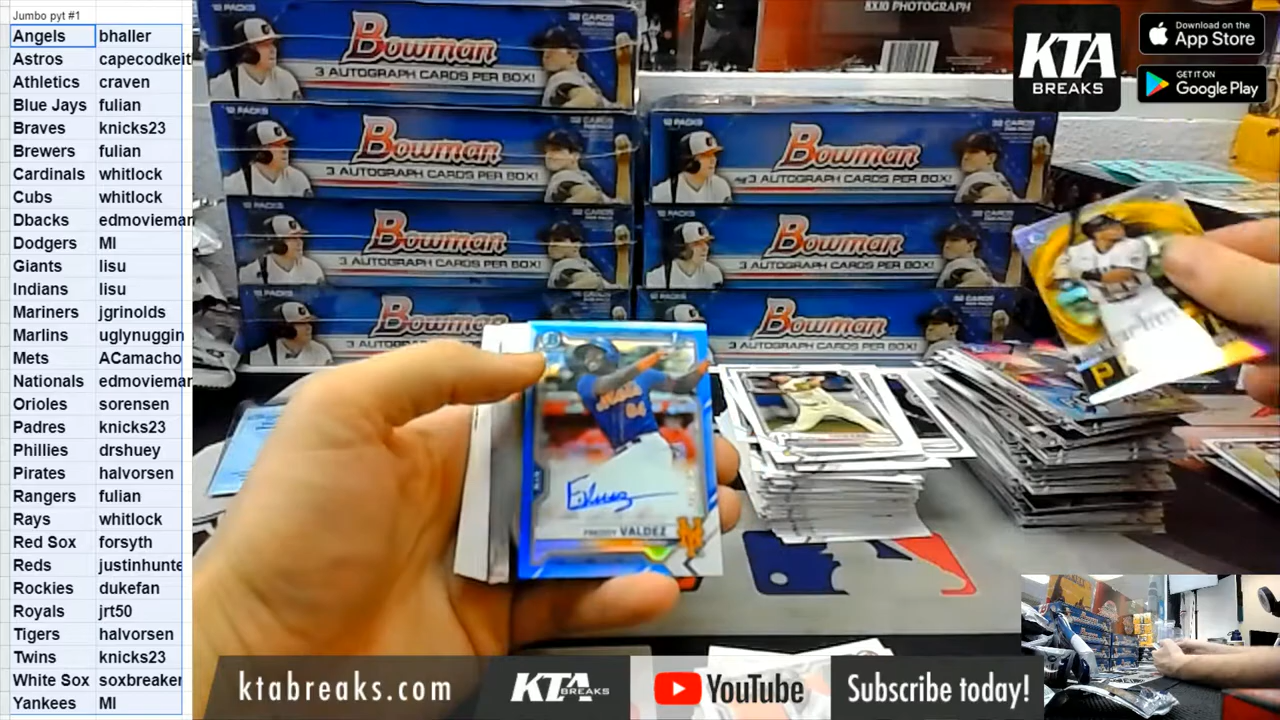 Jumbo pyt #1
Angels bhaller
Astros capecodkeit
Athletics craven
Blue Jays fulian
Braves knicks23
Brewers fulian
Cardinals whitlock
Cubs whitlock
Dbacks edmovieman
Dodgers MI
Giants lisu
Indians lisu
Mariners jgrinolds
Marlins uglynuggin
Mets ACamacho
Nationals edmovieman
Orioles sorensen
Padres knicks23
Phillies drshuey
Pirates halvorsen
Rangers fulian
Rays whitlock
Red Sox forsyth
Reds justinhunte
Rockies dukefan
Royals jrt50
Tigers halvorsen
Twins knicks23
White Sox soxbreaker
Yankees MI
8X10 PHOTOGRAPH
Bowman
3 AUTOGRAPH CARDS PER BOX!
Bowman
3 AUTOGRAPH CARDS PER BOX!
Bowman
3 AUTOGRAPH CARDS PER BOX!
Bowman
3 AUTOGRAPH CARDS PER BOX!
Bowman
3 AUTOGRAPH CARDS PER BOX!
Bowman
Bowman
KTA
BREAKS
Download on the
App Store
GET IT ON
Google Play
P
84
FREDDY VALDEZ
ktabreaks.com
KTA BREAKS
YouTube
Subscribe today!